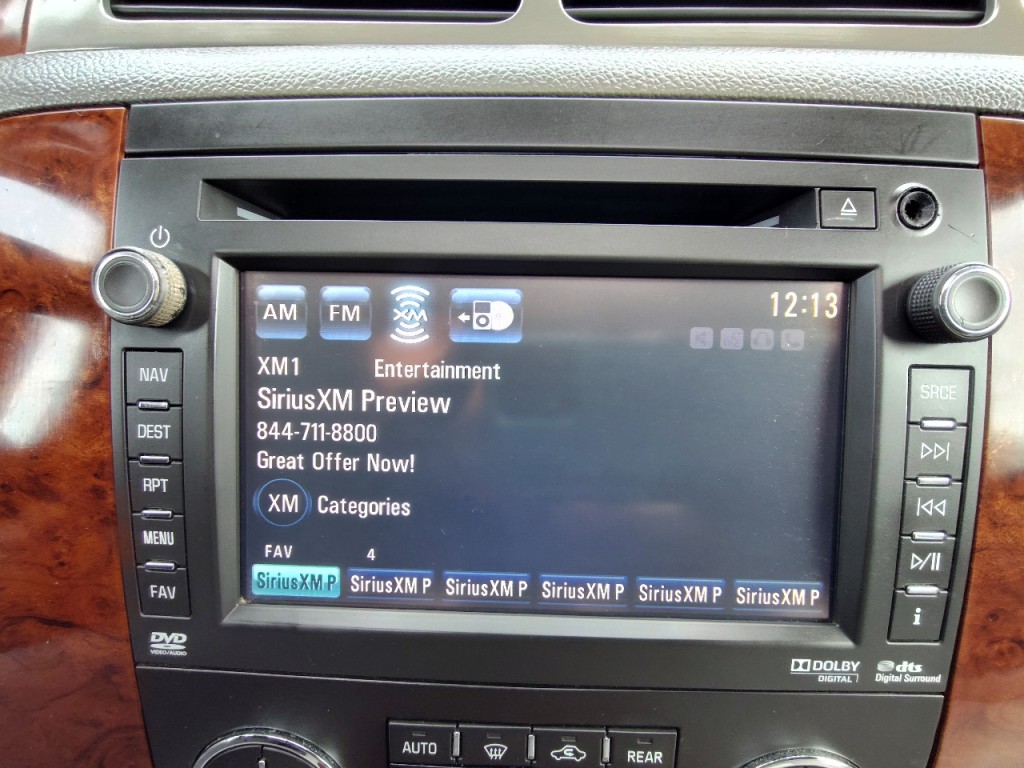 AM FM XM 12:13
XM1 Entertainment
SiriusXM Preview
844-711-8800
Great Offer Now!
XM Categories
FAV 4
SiriusXM P SiriusXM P SiriusXM P SiriusXM P SiriusXM P SiriusXM P
NAV
DEST
RPT
MENU
FAV
SRCE
i
DVD
VIDEO/AUDIO
DOLBY
DIGITAL
dts
Digital Surround
AUTO REAR